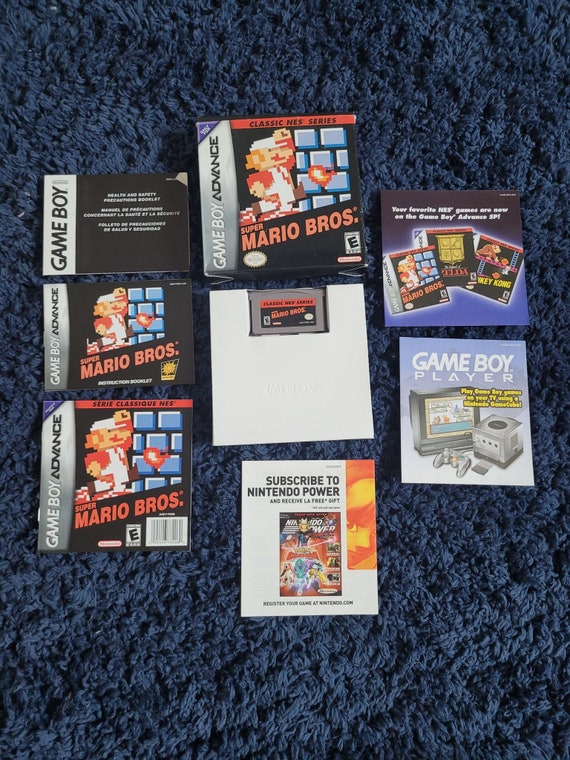 GAME BOY
HEALTH AND SAFETY
PRECAUTIONS BOOKLET
MANUEL DE PRÉCAUTIONS
CONCERNANT LA SANTÉ ET LA SÉCURITÉ
FOLLETO DE PRECAUCIONES
DE SALUD Y SEGURIDAD
GAME BOY ADVANCE
CLASSIC NES SERIES
SUPER
MARIO BROS.
Nintendo
E
Your favorite NES® games are now
on the Game Boy® Advance SP!
SUPER
MARIO BROS.
ZELDA
DONKEY KONG
GAME BOY ADVANCE
SUPER
MARIO BROS.
INSTRUCTION BOOKLET
CLASSIC NES SERIES
SUPER
MARIO BROS.
GAME BOY
PLAYER
Play Game Boy games
on your TV using a
Nintendo GameCube!
GAME BOY ADVANCE
SÉRIE CLASSIQUE NES
SUPER
MARIO BROS.
Nintendo
E
SUBSCRIBE TO
NINTENDO POWER
AND RECEIVE LA FREE* GIFT
NINTENDO
POWER
REGISTER YOUR GAME AT NINTENDO.COM